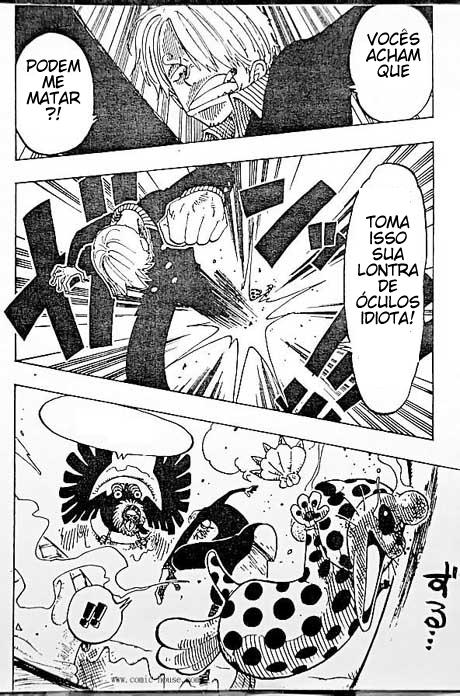 VOCÊS
ACHAM
QUE
PODEM
ME
MATAR
?!
TOMA
ISSO
SUA
LONTRA
DE
ÓCULOS
IDIOTA!
!!
www.comic-house.com